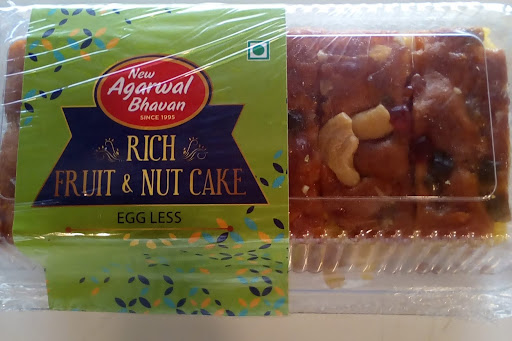 New
Agarwal
Bhavan
SINCE 1995
RICH
FRUIT & NUT CAKE
EGG LESS